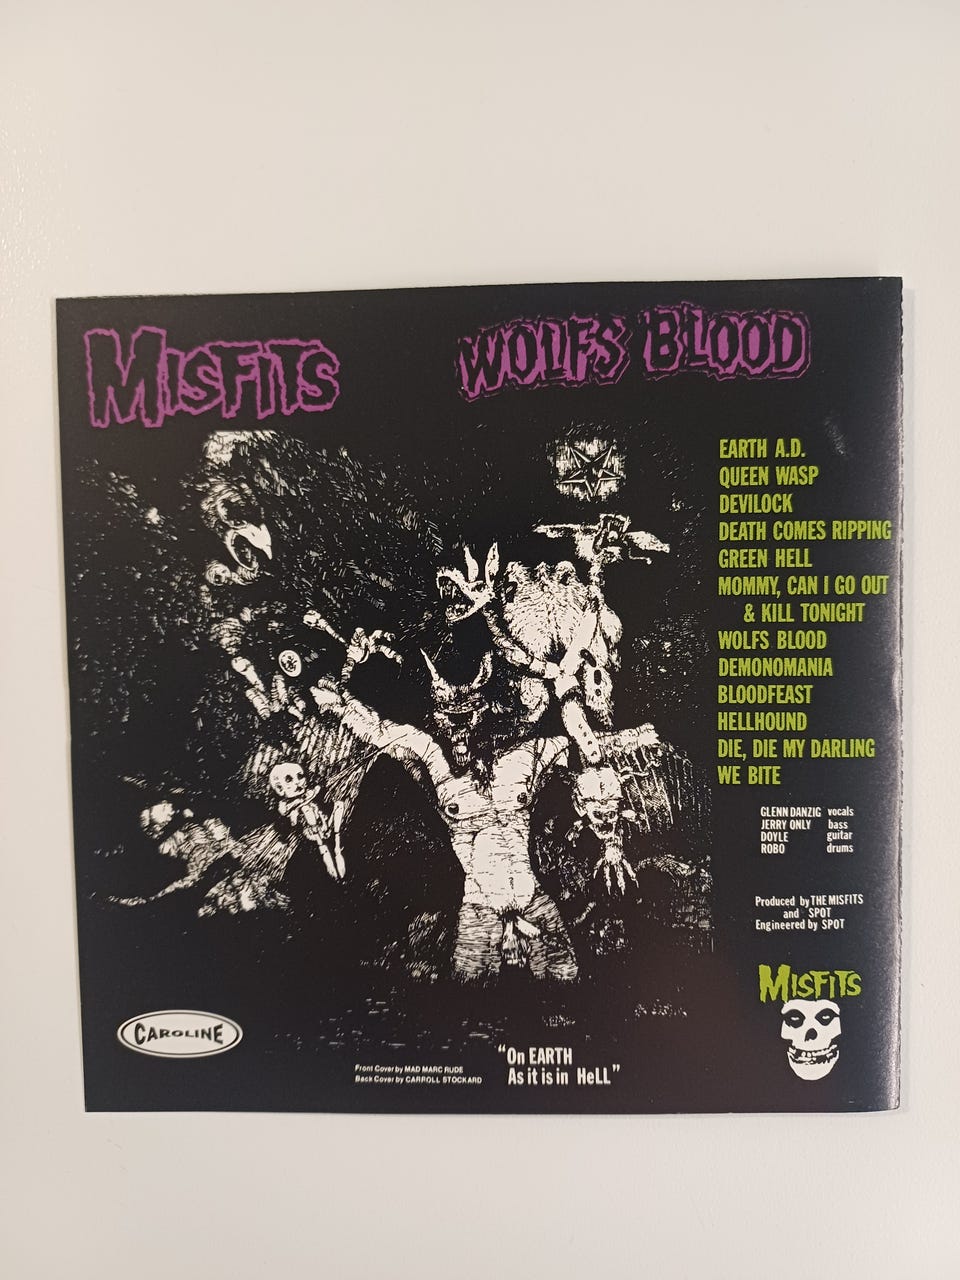 MISFITS
WOLFS BLOOD
EARTH A.D.
QUEEN WASP
DEVILOCK
DEATH COMES RIPPING
GREEN HELL
MOMMY, CAN I GO OUT
& KILL TONIGHT
WOLFS BLOOD
DEMONOMANIA
BLOODFEAST
HELLHOUND
DIE, DIE MY DARLING
WE BITE
GLENN DANZIG vocals
JERRY ONLY bass
DOYLE guitar
ROBO drums
Produced by THE MISFITS
and SPOT
Engineered by SPOT
MISFITS
CAROLINE
Front Cover by MAD MARC RUDE
Back Cover by CARROLL STOCKARD
"On EARTH
As it is in HeLL"